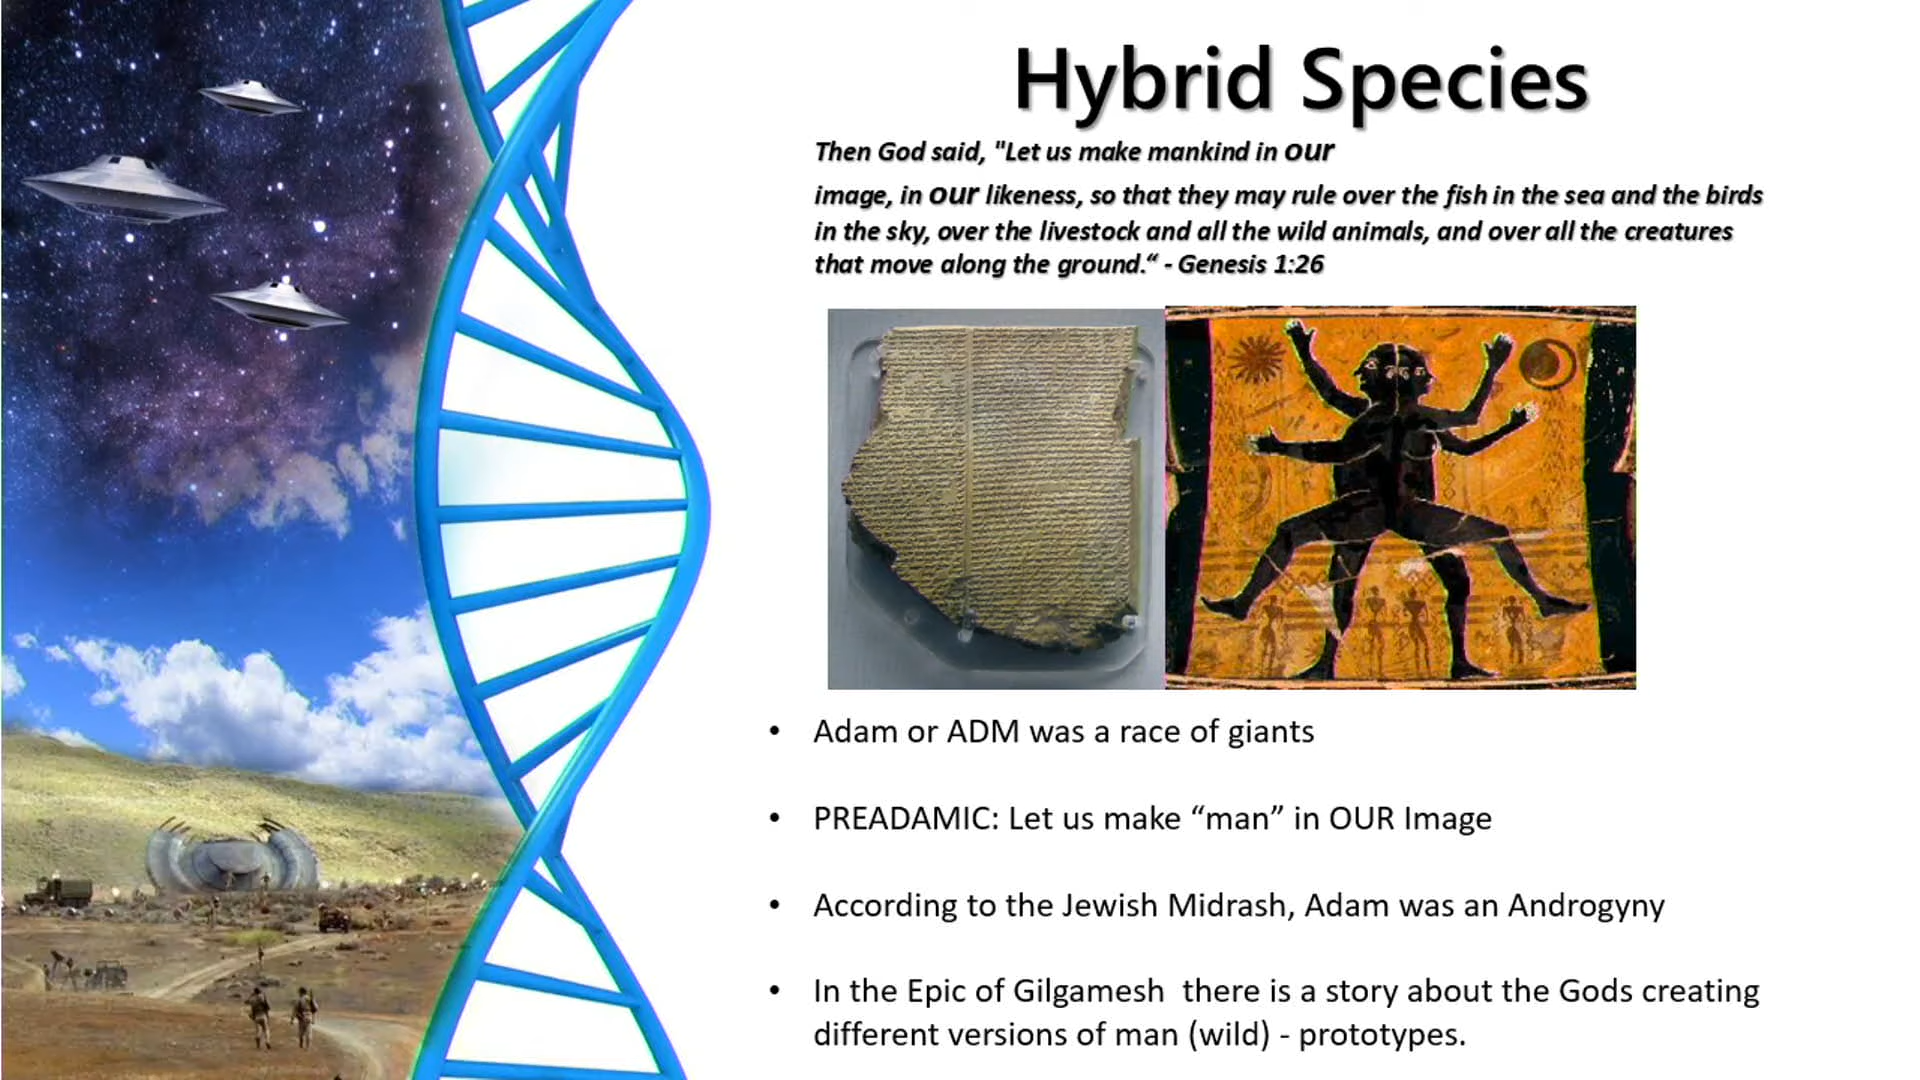 Hybrid Species
Then God said, "Let us make mankind in our
image, in our likeness, so that they may rule over the fish in the sea and the birds
in the sky, over the livestock and all the wild animals, and over all the creatures
that move along the ground.“ - Genesis 1:26
• Adam or ADM was a race of giants
• PREADAMIC: Let us make “man” in OUR Image
• According to the Jewish Midrash, Adam was an Androgyny
• In the Epic of Gilgamesh  there is a story about the Gods creating
different versions of man (wild) - prototypes.